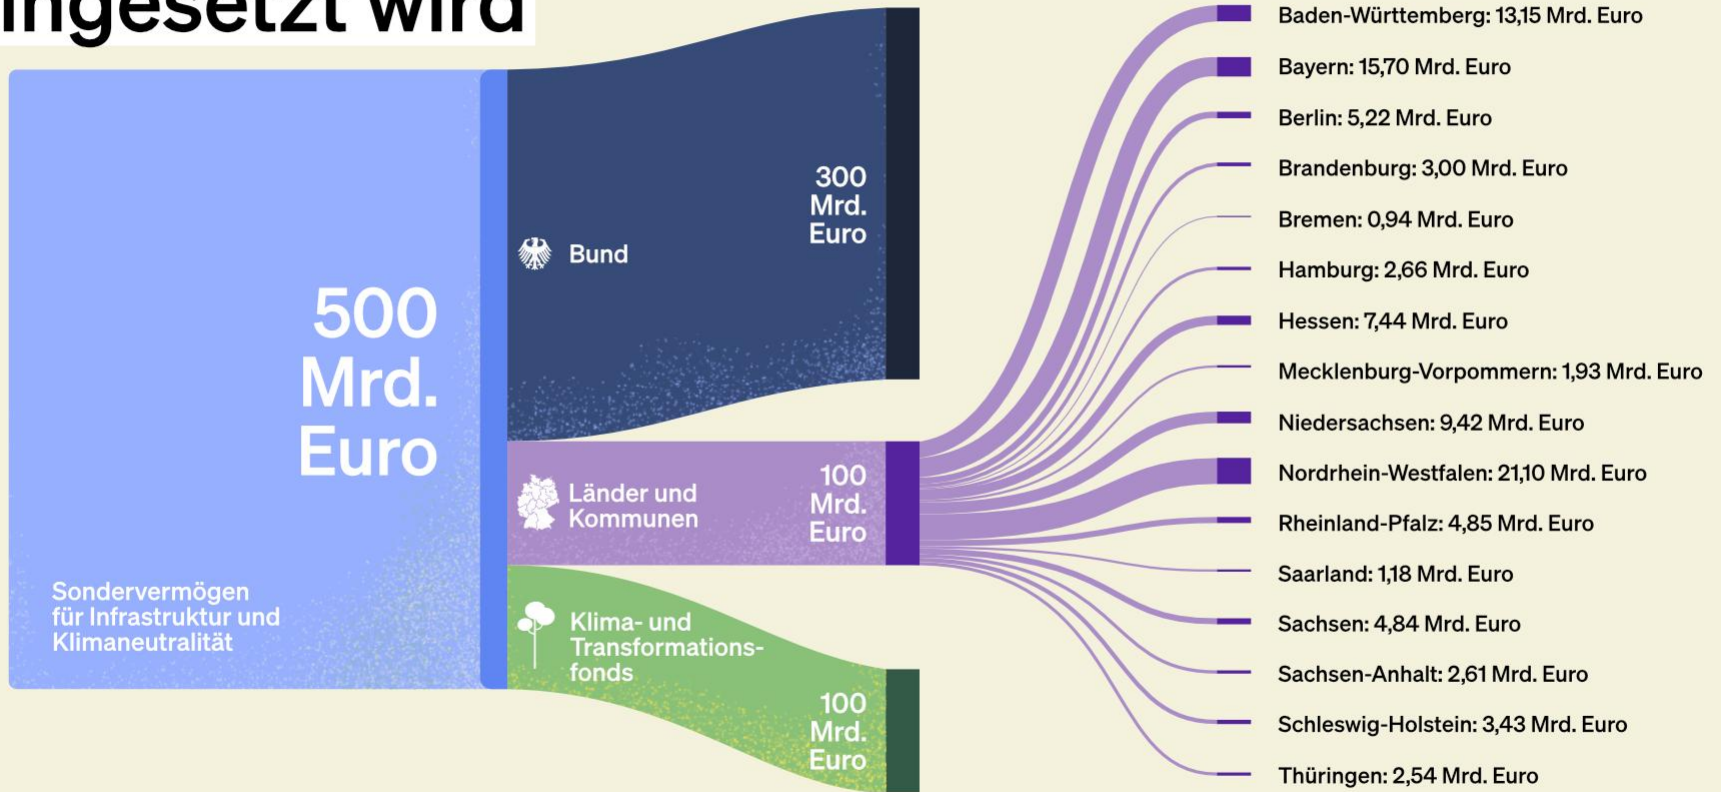 ingesetzt wird
500
Mrd.
Euro
Sondervermögen
für Infrastruktur und
Klimaneutralität
Bund
300
Mrd.
Euro
Länder und
Kommunen
100
Mrd.
Euro
Klima- und
Transformations-
fonds
100
Mrd.
Euro
Baden-Württemberg: 13,15 Mrd. Euro
Bayern: 15,70 Mrd. Euro
Berlin: 5,22 Mrd. Euro
Brandenburg: 3,00 Mrd. Euro
Bremen: 0,94 Mrd. Euro
Hamburg: 2,66 Mrd. Euro
Hessen: 7,44 Mrd. Euro
Mecklenburg-Vorpommern: 1,93 Mrd. Euro
Niedersachsen: 9,42 Mrd. Euro
Nordrhein-Westfalen: 21,10 Mrd. Euro
Rheinland-Pfalz: 4,85 Mrd. Euro
Saarland: 1,18 Mrd. Euro
Sachsen: 4,84 Mrd. Euro
Sachsen-Anhalt: 2,61 Mrd. Euro
Schleswig-Holstein: 3,43 Mrd. Euro
Thüringen: 2,54 Mrd. Euro